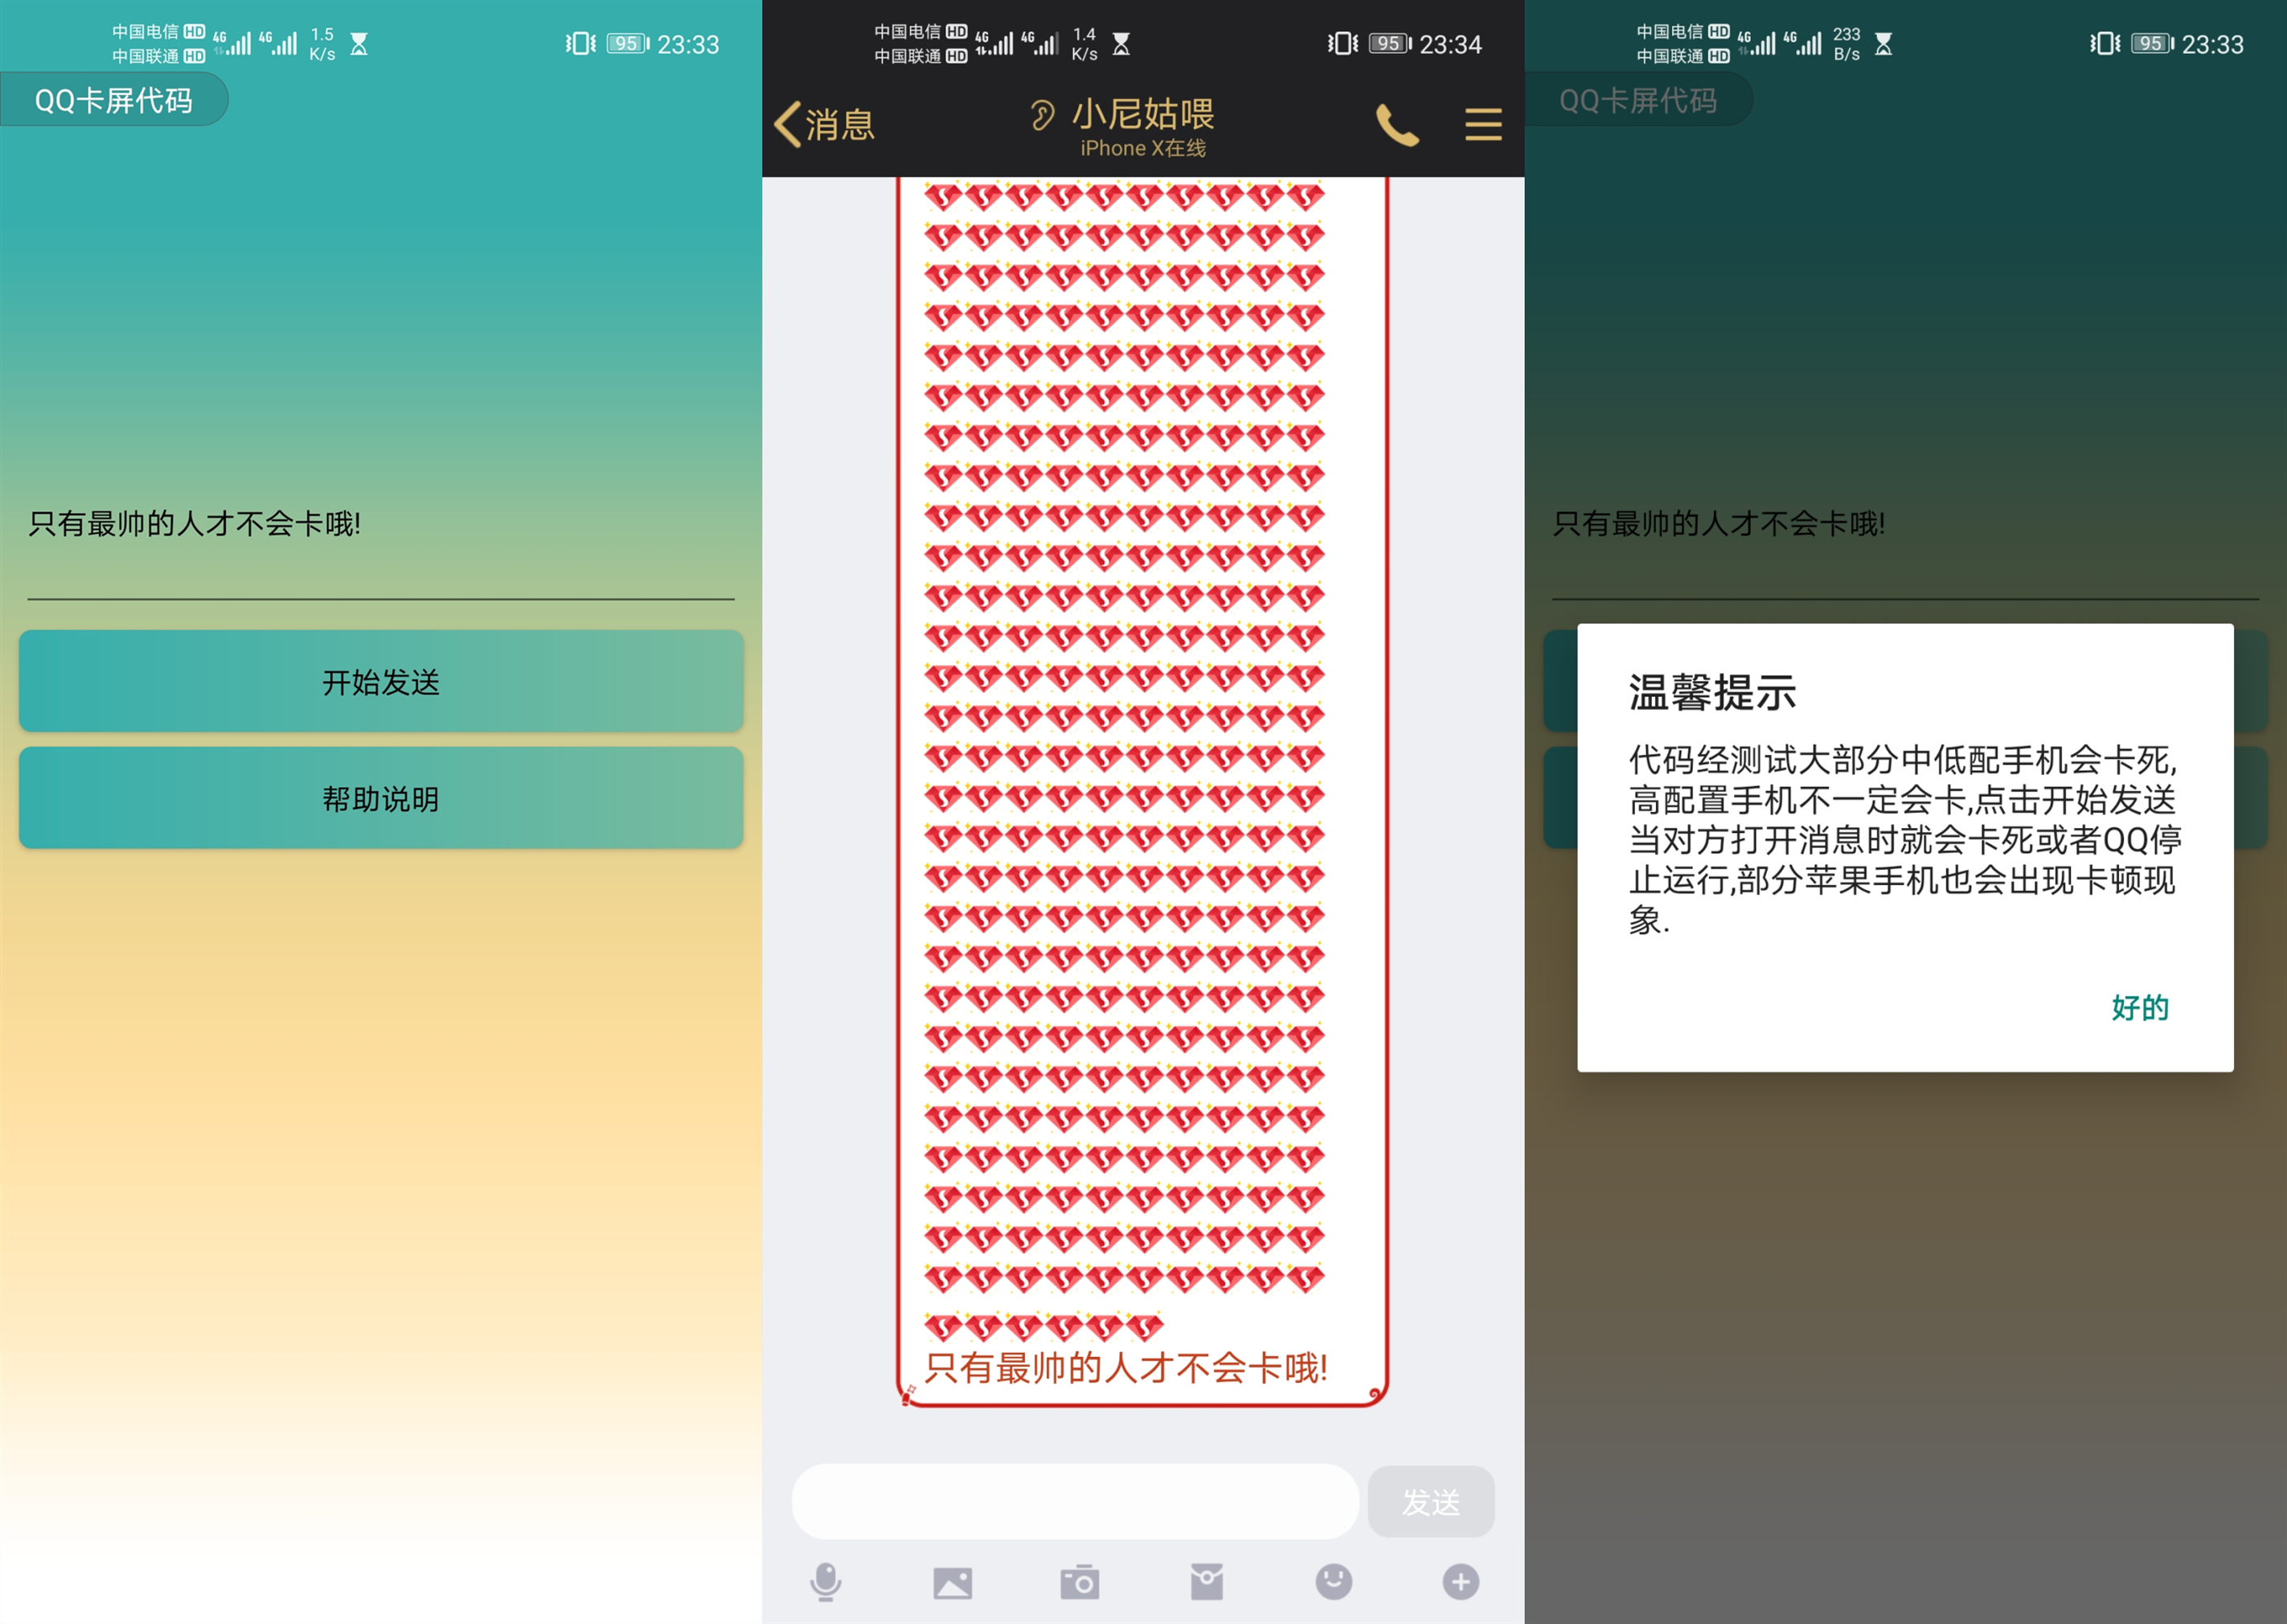 中国电信 HD 4G 4G 1.5 K/s 95 23:33
中国联通 HD
QQ卡屏代码
只有最帅的人才不会卡哦!
开始发送
帮助说明
中国电信 HD 4G 4G 1.4 K/s 95 23:34
中国联通 HD
消息
小尼姑喂
iPhone X在线
只有最帅的人才不会卡哦!
发送
中国电信 HD 4G 4G 233 B/s 95 23:33
中国联通 HD
QQ卡屏代码
只有最帅的人才不会卡哦!
温馨提示
代码经测试大部分中低配手机会卡死,
高配置手机不一定会卡,点击开始发送
当对方打开消息时就会卡死或者QQ停
止运行,部分苹果手机也会出现卡顿现
象.
好的